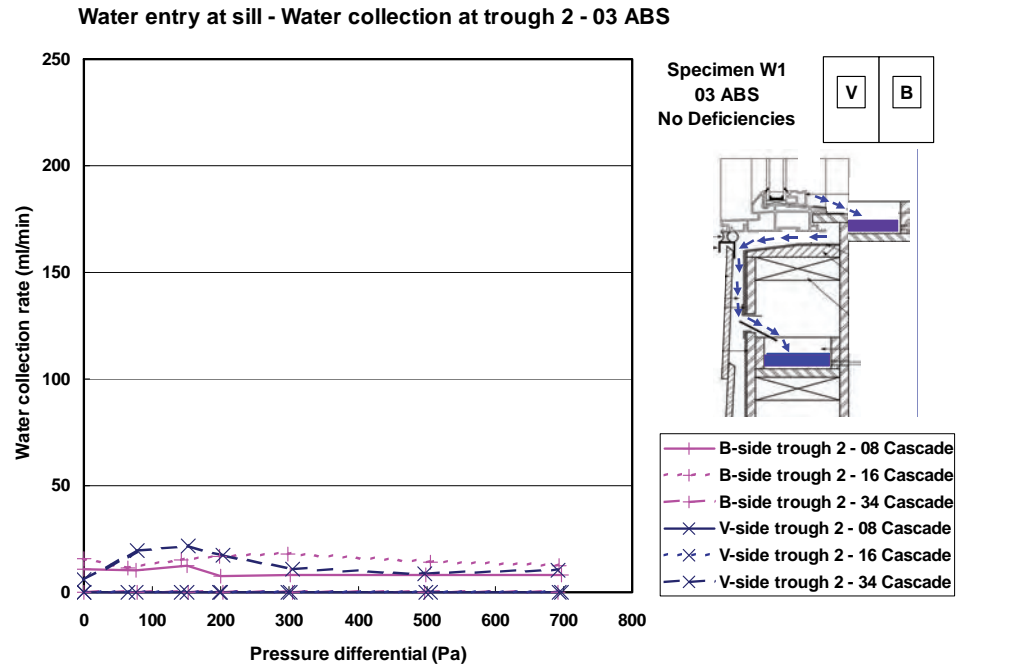 Water entry at sill - Water collection at trough 2 - 03 ABS
Water collection rate (ml/min)
250
200
150
100
50
0
0 100 200 300 400 500 600 700 800
Pressure differential (Pa)
Specimen W1
03 ABS
No Deficiencies
V B
B-side trough 2 - 08 Cascade
B-side trough 2 - 16 Cascade
B-side trough 2 - 34 Cascade
V-side trough 2 - 08 Cascade
V-side trough 2 - 16 Cascade
V-side trough 2 - 34 Cascade